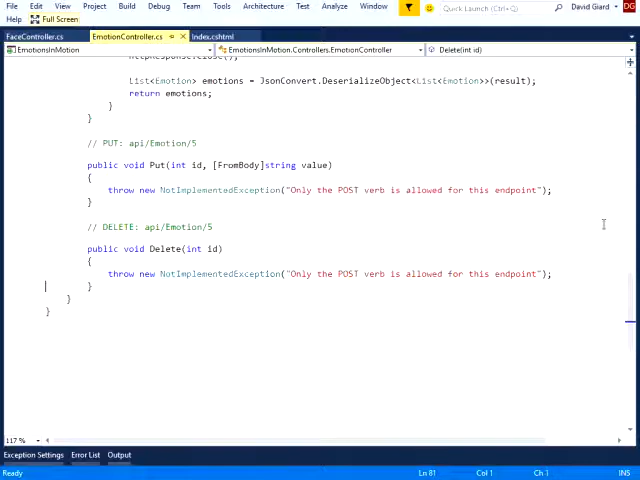 File Edit View Project Build Debug Team Tools Architecture Test Analyze Window Quick Launch (Ctrl+Q) David Giard DG
Help Full Screen
FaceController.cs EmotionController.cs Index.cshtml
EmotionsInMotion EmotionsInMotion.Controllers.EmotionController Delete(int id)
httpResponse.Close();
List<Emotion> emotions = JsonConvert.DeserializeObject<List<Emotion>>(result);
return emotions;
}
}
// PUT: api/Emotion/5
public void Put(int id, [FromBody]string value)
{
throw new NotImplementedException("Only the POST verb is allowed for this endpoint");
}
// DELETE: api/Emotion/5
public void Delete(int id)
{
throw new NotImplementedException("Only the POST verb is allowed for this endpoint");
}
}
}
117 %
Exception Settings Error List Output
Ready Ln 81 Col 1 Ch 1 INS